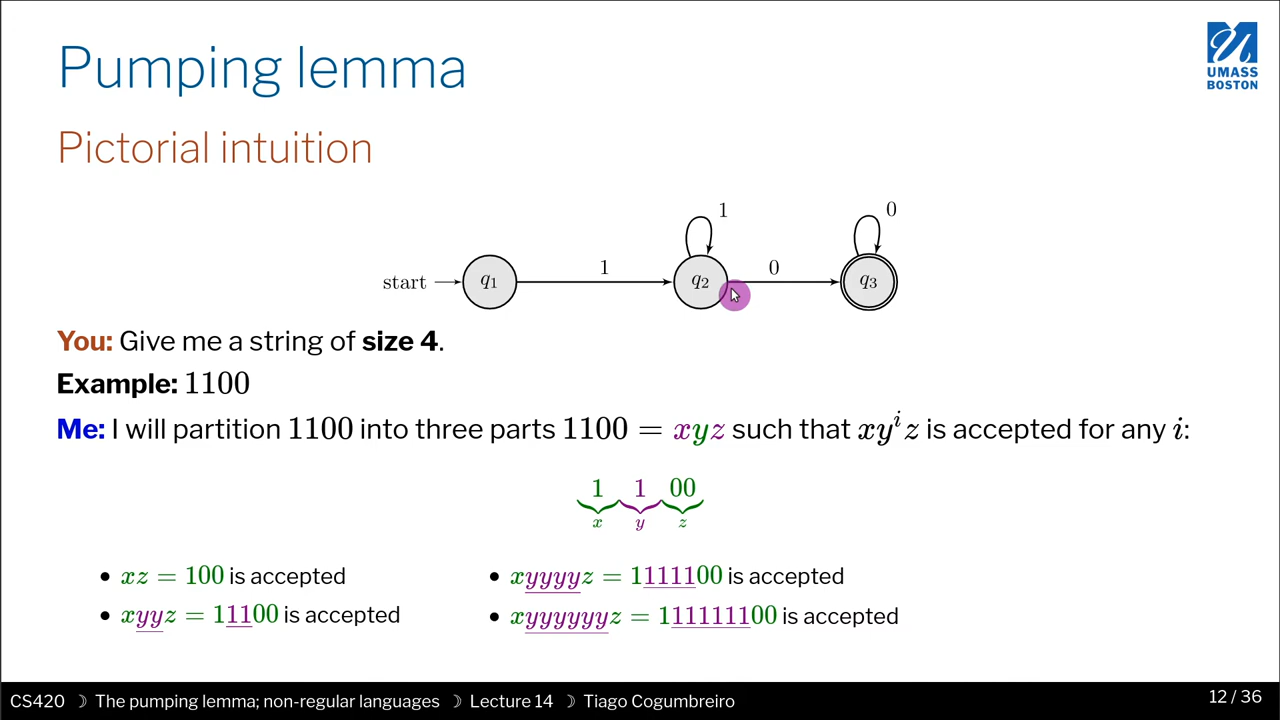 Pumping lemma
UMASS
BOSTON
Pictorial intuition
1 0
start q₁ 1 q₂ 0 q₃
You: Give me a string of size 4.
Example: 1100
Me: I will partition 1100 into three parts 1100 = xyz such that xyⁱz is accepted for any i:
1 1 00
x y z
• xz = 100 is accepted
• xyyz = 11100 is accepted
• xyyyyz = 1111100 is accepted
• xyyyyyyz = 111111100 is accepted
CS420 ☽ The pumping lemma; non-regular languages ☽ Lecture 14 ☽ Tiago Cogumbreiro
12 / 36